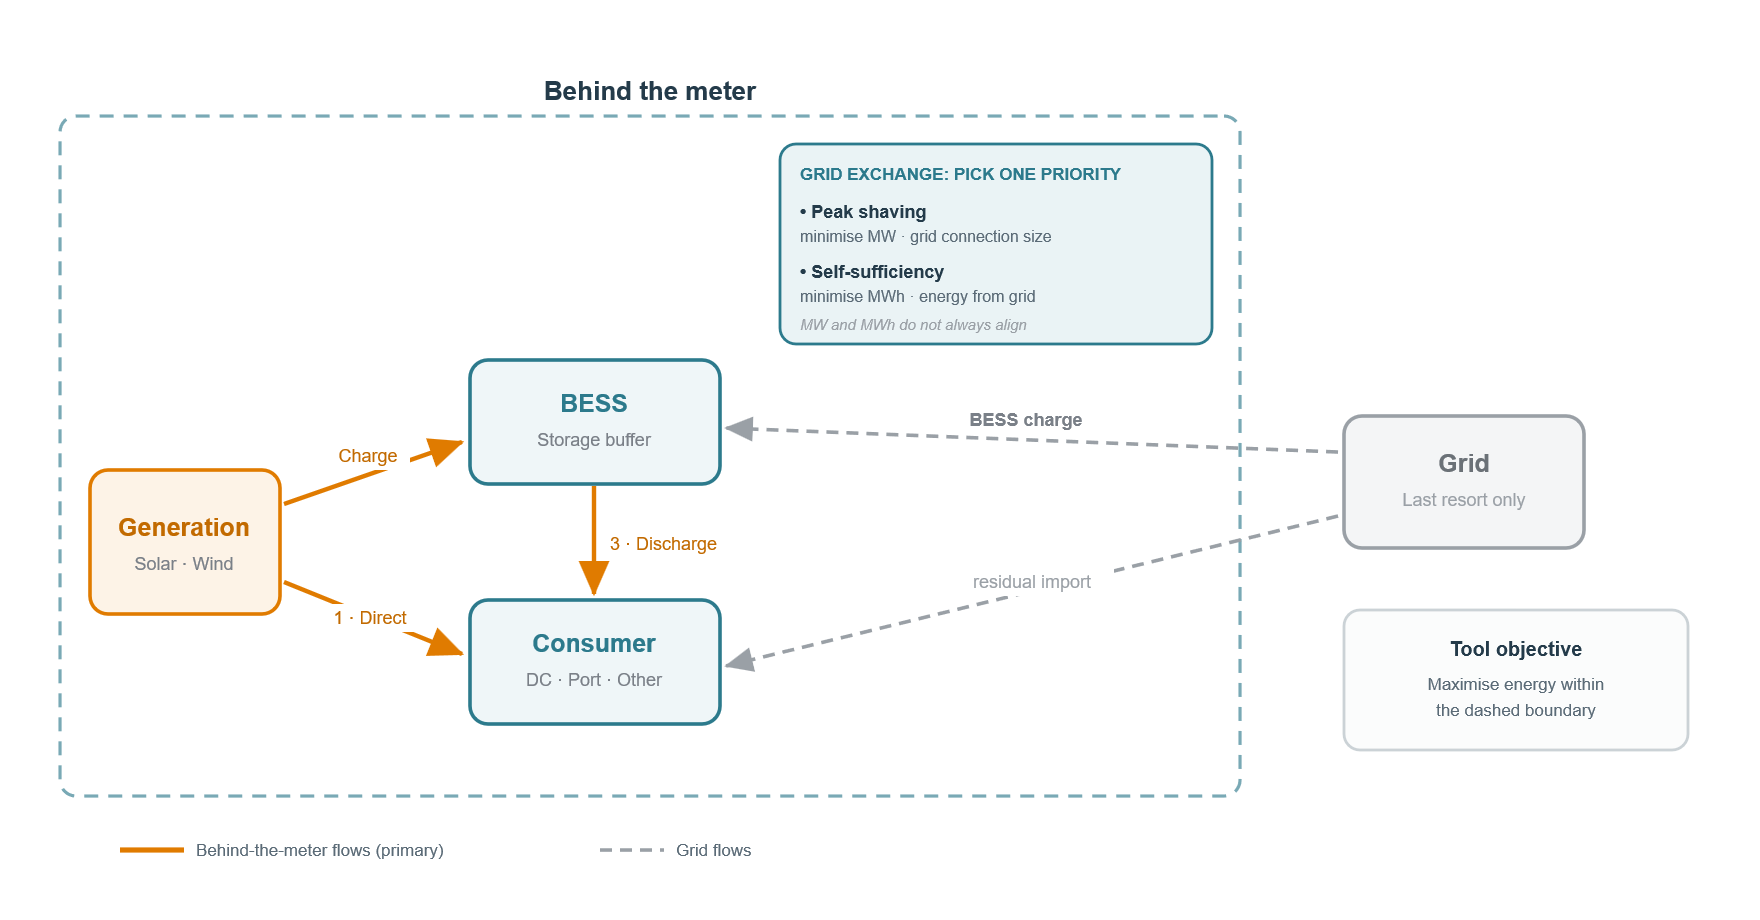 Behind the meter
GRID EXCHANGE: PICK ONE PRIORITY
• Peak shaving
minimise MW · grid connection size
• Self-sufficiency
minimise MWh · energy from grid
MW and MWh do not always align
BESS
Storage buffer
BESS charge
Charge
Grid
Last resort only
Generation
Solar · Wind
3 · Discharge
residual import
1 · Direct
Consumer
DC · Port · Other
Tool objective
Maximise energy within
the dashed boundary
Behind-the-meter flows (primary)
Grid flows